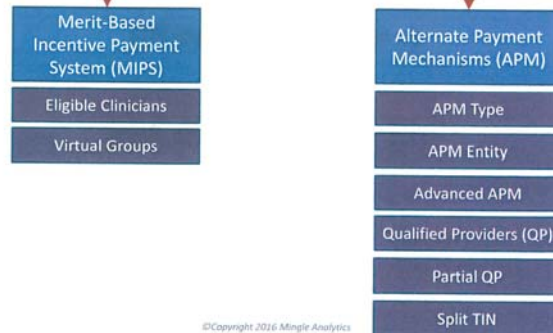 Merit-Based
Incentive Payment
System (MIPS)
Eligible Clinicians
Virtual Groups
Alternate Payment
Mechanisms (APM)
APM Type
APM Entity
Advanced APM
Qualified Providers (QP)
Partial QP
Split TIN
©Copyright 2016 Mingle Analytics